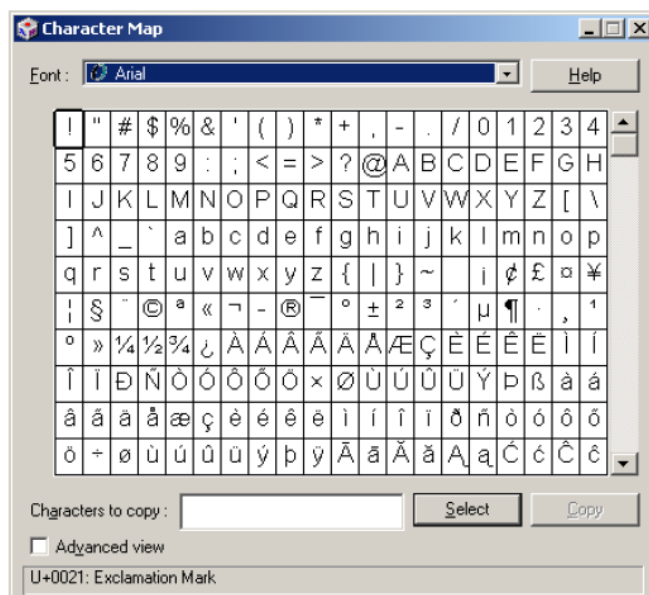 Character Map
Font : Arial Help
! " # $ % & ' ( ) * + , - . / 0 1 2 3 4
5 6 7 8 9 : ; < = > ? @ A B C D E F G H
I J K L M N O P Q R S T U V W X Y Z [ \
] ^ _ ` a b c d e f g h i j k l m n o p
q r s t u v w x y z { | } ~ ¡ ¢ £ ¤ ¥
¦ § ¨ © ª « ¬ - ® ¯ ° ± ² ³ ´ µ ¶ · ¸ ¹
º » ¼ ½ ¾ ¿ À Á Â Ã Ä Å Æ Ç È É Ê Ë Ì Í
Î Ï Ð Ñ Ò Ó Ô Õ Ö × Ø Ù Ú Û Ü Ý Þ ß à á
â ã ä å æ ç è é ê ë ì í î ï ð ñ ò ó ô õ
ö ÷ ø ù ú û ü ý þ ÿ Ā ā Ă ă Ą ą Ć ć Ĉ ĉ
Characters to copy : Select Copy
Advanced view
U+0021: Exclamation Mark